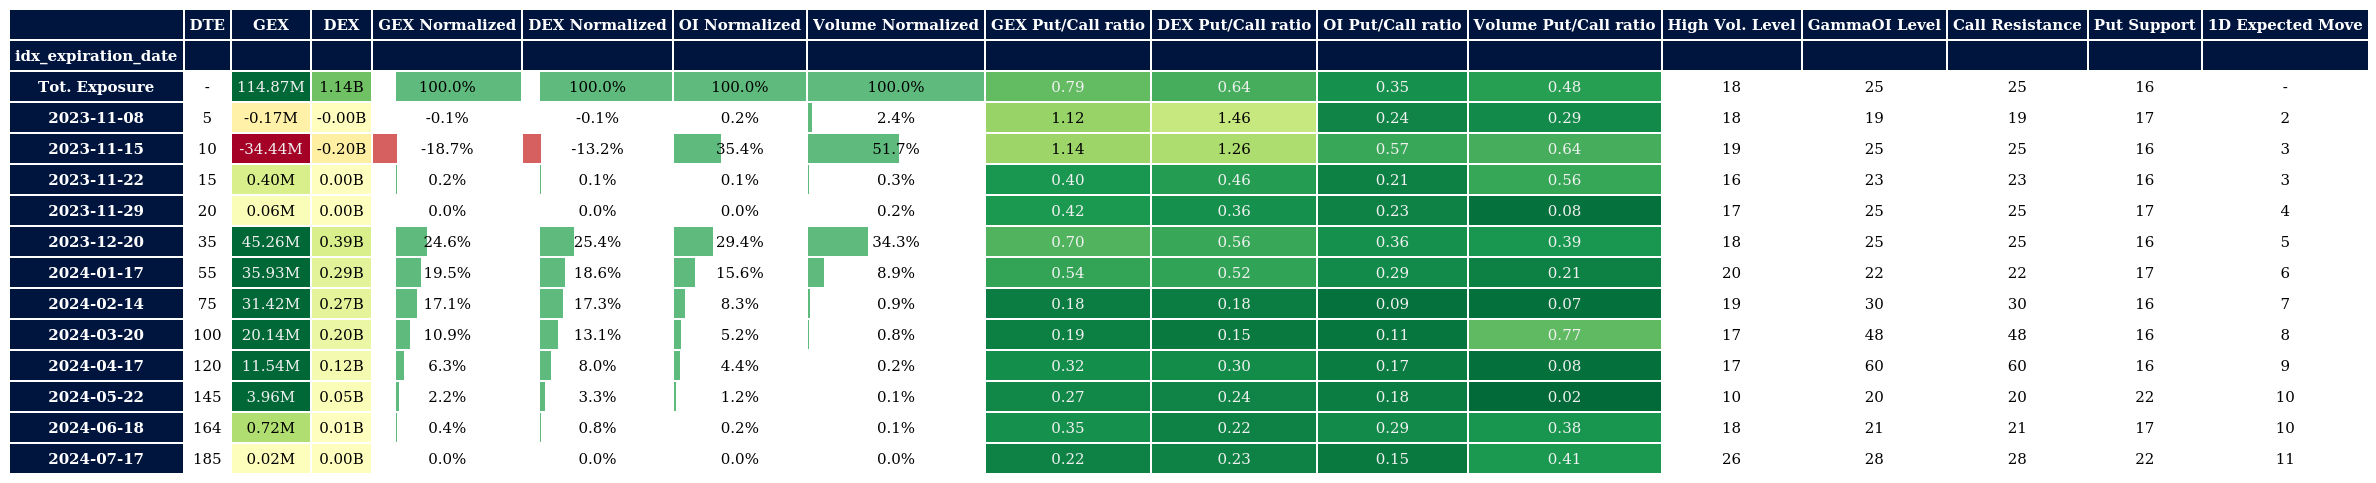 DTE GEX DEX GEX Normalized DEX Normalized OI Normalized Volume Normalized GEX Put/Call ratio DEX Put/Call ratio OI Put/Call ratio Volume Put/Call ratio High Vol. Level GammaOI Level Call Resistance Put Support 1D Expected Move
idx_expiration_date
Tot. Exposure - 114.87M 1.14B 100.0% 100.0% 100.0% 100.0% 0.79 0.64 0.35 0.48 18 25 25 16 -
2023-11-08 5 -0.17M -0.00B -0.1% -0.1% 0.2% 2.4% 1.12 1.46 0.24 0.29 18 19 19 17 2
2023-11-15 10 -34.44M -0.20B -18.7% -13.2% 35.4% 51.7% 1.14 1.26 0.57 0.64 19 25 25 16 3
2023-11-22 15 0.40M 0.00B 0.2% 0.1% 0.1% 0.3% 0.40 0.46 0.21 0.56 16 23 23 16 3
2023-11-29 20 0.06M 0.00B 0.0% 0.0% 0.0% 0.2% 0.42 0.36 0.23 0.08 17 25 25 17 4
2023-12-20 35 45.26M 0.39B 24.6% 25.4% 29.4% 34.3% 0.70 0.56 0.36 0.39 18 25 25 16 5
2024-01-17 55 35.93M 0.29B 19.5% 18.6% 15.6% 8.9% 0.54 0.52 0.29 0.21 20 22 22 17 6
2024-02-14 75 31.42M 0.27B 17.1% 17.3% 8.3% 0.9% 0.18 0.18 0.09 0.07 19 30 30 16 7
2024-03-20 100 20.14M 0.20B 10.9% 13.1% 5.2% 0.8% 0.19 0.15 0.11 0.77 17 48 48 16 8
2024-04-17 120 11.54M 0.12B 6.3% 8.0% 4.4% 0.2% 0.32 0.30 0.17 0.08 17 60 60 16 9
2024-05-22 145 3.96M 0.05B 2.2% 3.3% 1.2% 0.1% 0.27 0.24 0.18 0.02 10 20 20 22 10
2024-06-18 164 0.72M 0.01B 0.4% 0.8% 0.2% 0.1% 0.35 0.22 0.29 0.38 18 21 21 17 10
2024-07-17 185 0.02M 0.00B 0.0% 0.0% 0.0% 0.0% 0.22 0.23 0.15 0.41 26 28 28 22 11